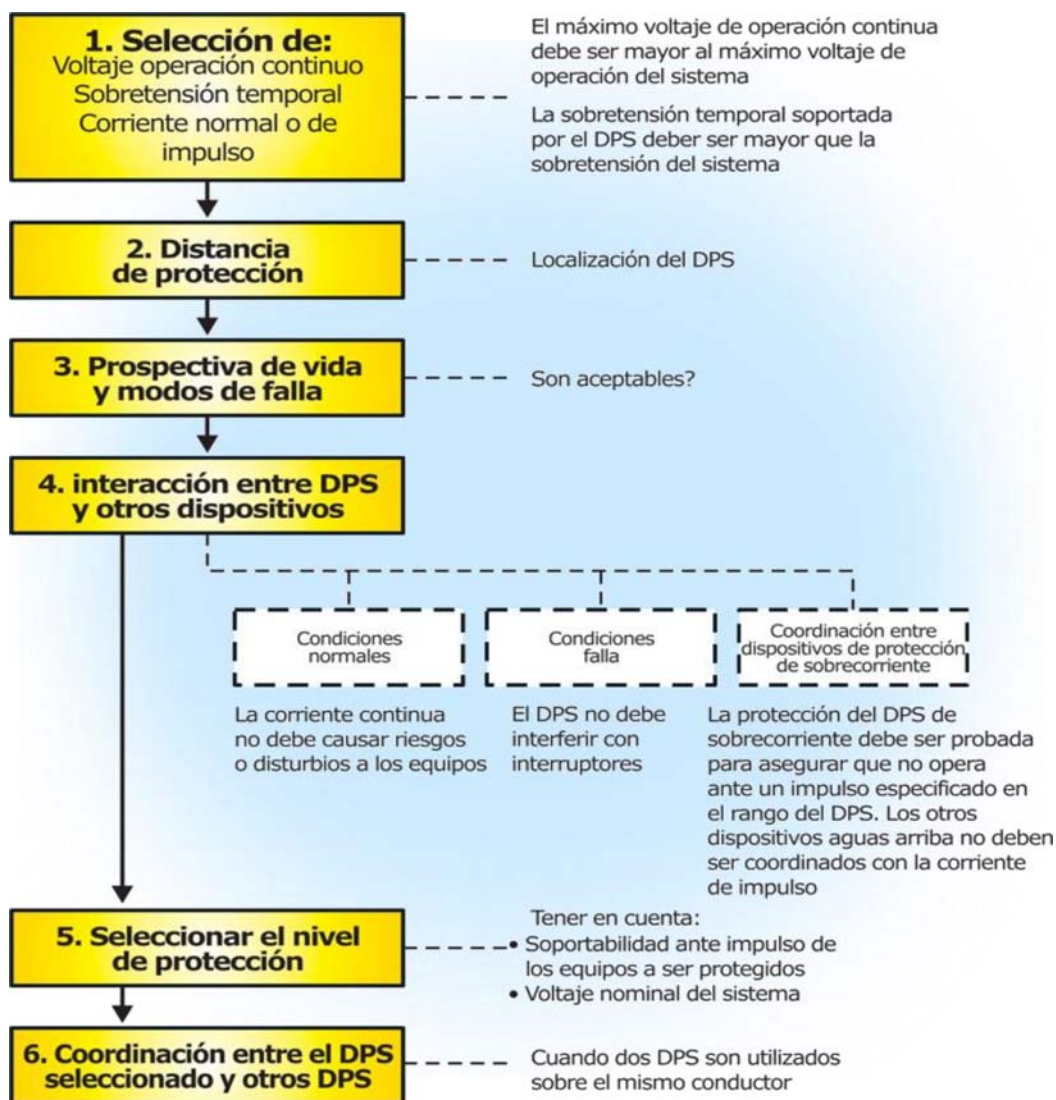 1. Selección de:
Voltaje operación continuo
Sobretensión temporal
Corriente normal o de
impulso
El máximo voltaje de operación continua
debe ser mayor al máximo voltaje de
operación del sistema
La sobretensión temporal soportada
por el DPS deber ser mayor que la
sobretensión del sistema
2. Distancia
de protección
Localización del DPS
3. Prospectiva de vida
y modos de falla
Son aceptables?
4. interacción entre DPS
y otros dispositivos
Condiciones
normales
La corriente continua
no debe causar riesgos
o disturbios a los equipos
Condiciones
falla
El DPS no debe
interferir con
interruptores
Coordinación entre
dispositivos de protección
de sobrecorriente
La protección del DPS de
sobrecorriente debe ser probada
para asegurar que no opera
ante un impulso especificado en
el rango del DPS. Los otros
dispositivos aguas arriba no deben
ser coordinados con la corriente
de impulso
5. Seleccionar el nivel
de protección
Tener en cuenta:
• Soportabilidad ante impulso de
los equipos a ser protegidos
• Voltaje nominal del sistema
6. Coordinación entre el DPS
seleccionado y otros DPS
Cuando dos DPS son utilizados
sobre el mismo conductor